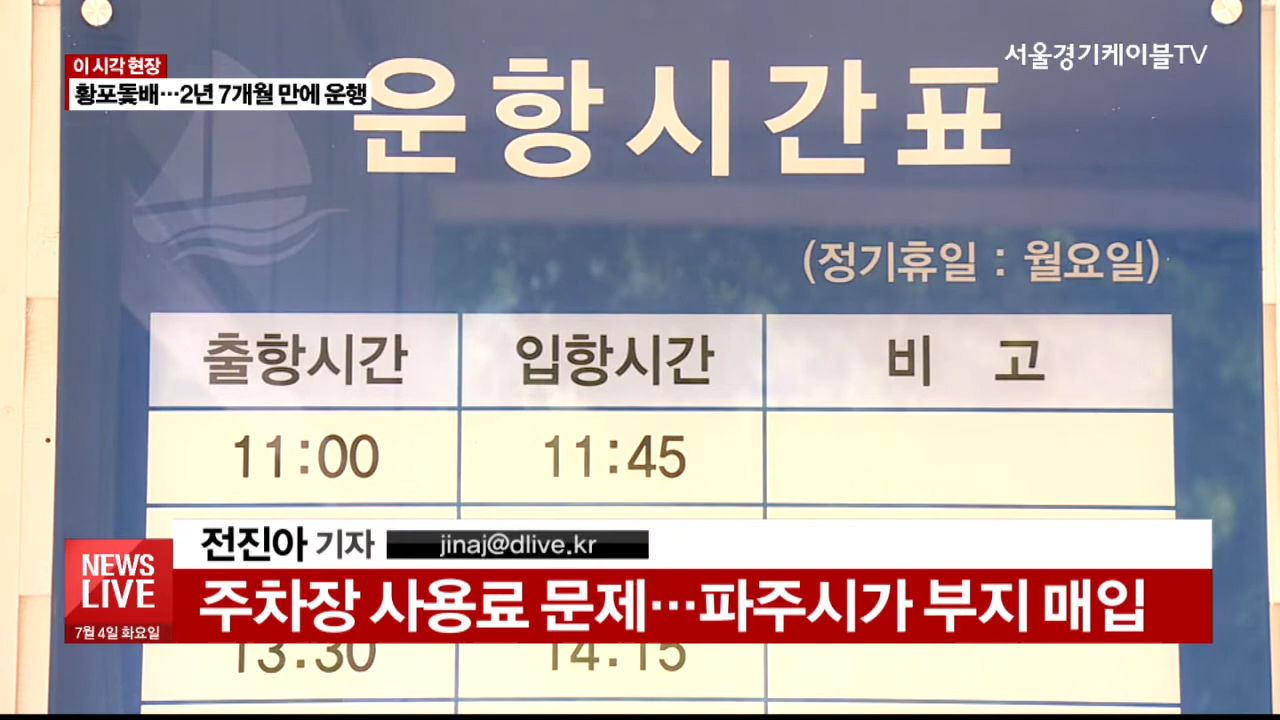 이 시각 현장
황포돛배…2년 7개월 만에 운행
서울경기케이블TV
운항시간표
(정기휴일 : 월요일)
출항시간 입항시간 비 고
11:00 11:45
전진아 기자 jinaj@dlive.kr
NEWS LIVE
7월 4일 화요일
주차장 사용료 문제…파주시가 부지 매입
13:30 14:15